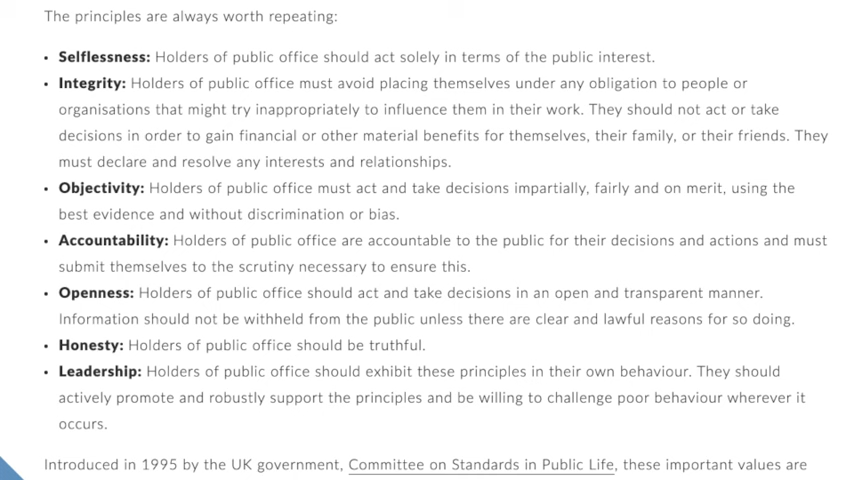 The principles are always worth repeating:
• Selflessness: Holders of public office should act solely in terms of the public interest.
• Integrity: Holders of public office must avoid placing themselves under any obligation to people or
organisations that might try inappropriately to influence them in their work. They should not act or take
decisions in order to gain financial or other material benefits for themselves, their family, or their friends. They
must declare and resolve any interests and relationships.
• Objectivity: Holders of public office must act and take decisions impartially, fairly and on merit, using the
best evidence and without discrimination or bias.
• Accountability: Holders of public office are accountable to the public for their decisions and actions and must
submit themselves to the scrutiny necessary to ensure this.
• Openness: Holders of public office should act and take decisions in an open and transparent manner.
Information should not be withheld from the public unless there are clear and lawful reasons for so doing.
• Honesty: Holders of public office should be truthful.
• Leadership: Holders of public office should exhibit these principles in their own behaviour. They should
actively promote and robustly support the principles and be willing to challenge poor behaviour wherever it
occurs.
Introduced in 1995 by the UK government, Committee on Standards in Public Life, these important values are